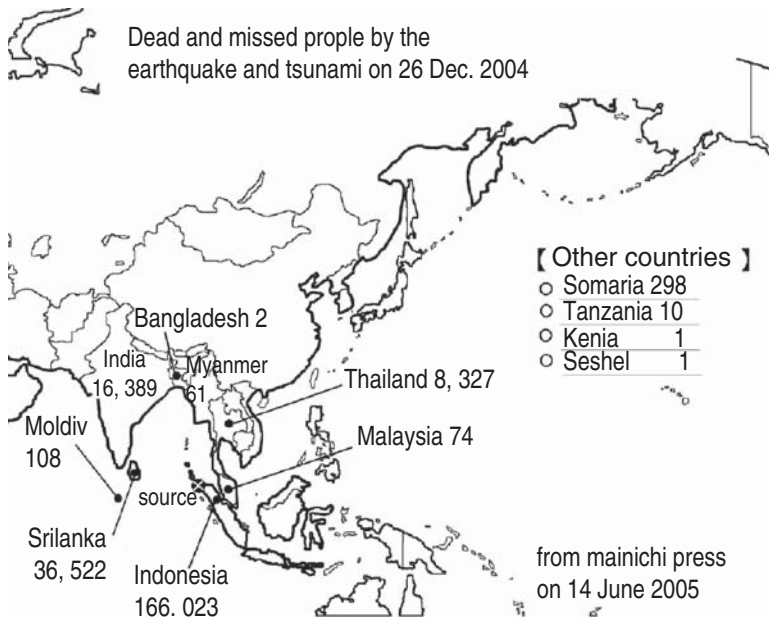 Dead and missed prople by the
earthquake and tsunami on 26 Dec. 2004
【 Other countries 】
Somaria 298
Tanzania 10
Kenia 1
Seshel 1
Bangladesh 2
India
16, 389
Myanmer
61
Thailand 8, 327
Moldiv
108
Malaysia 74
source
Srilanka
36, 522
Indonesia
166. 023
from mainichi press
on 14 June 2005